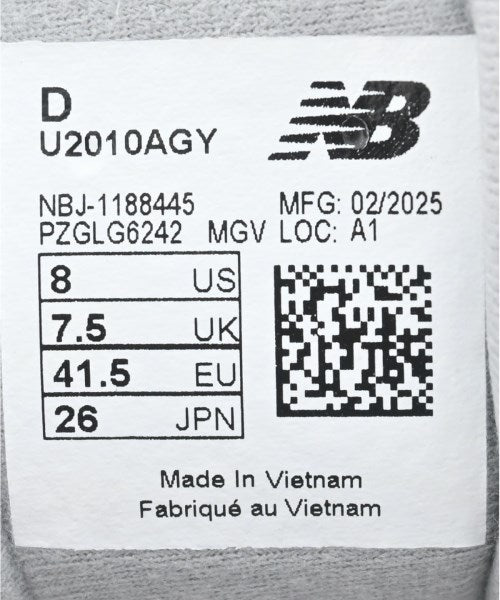 D
NB
U2010AGY
NBJ-1188445 MFG: 02/2025
PZGLG6242 MGV LOC: A1
8 US
7.5 UK
41.5 EU
26 JPN
Made In Vietnam
Fabriqué au Vietnam